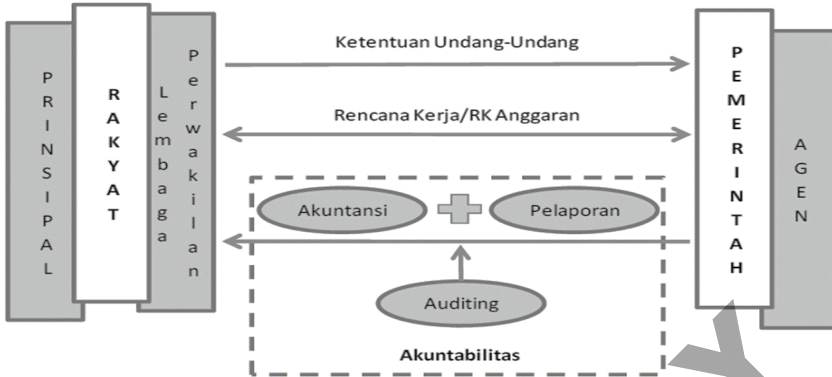 PRINSIPAL
RAKYAT
Lembaga
Perwakilan
Ketentuan Undang-Undang
Rencana Kerja/RK Anggaran
Akuntansi
Pelaporan
Auditing
Akuntabilitas
PEMERINTAH
AGEN
Y